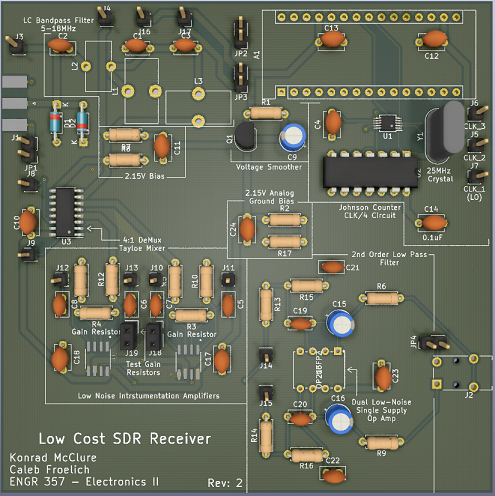 LC Bandpass Filter
5-18MHz
J4
J3
C2
J16
C1
J17
C3
JP2
A1
C13
C12
L2
L1
L3
JP3
R1
K
K
D1
D2
J1
JP1
C11
Q1
C9
C4
U1
Y1
J6
CLK_3
J5
CLK_2
J7
CLK_1
(LO)
2.15V Bias
Voltage Smoother
25MHz
Crystal
J8
Johnson Counter
CLK/4 Circuit
U2
C10
U3
J9
4:1 DeMux
Tayloe Mixer
2.15V Analog
Ground Bias
C24
R2
R17
C14
0.1uF
2nd Order Low Pass
Filter
C21
J12
R12
J13
J10
R10
J11
C8
C6
C7
C5
R4
R3
Gain Resistor
Gain Resistor
R13
R15
R6
C19
C15
C18
J19
J18
C17
Test Gain
Resistors
J14
JP4
C23
J2
Low Noise Intrstumentation Amplifiers
J15
C16
Dual Low-Noise
Single Supply
Op Amp
C20
R14
R16
R9
C22
Low Cost SDR Receiver
Konrad McClure
Caleb Froelich
ENGR 357 - Electronics II
Rev: 2